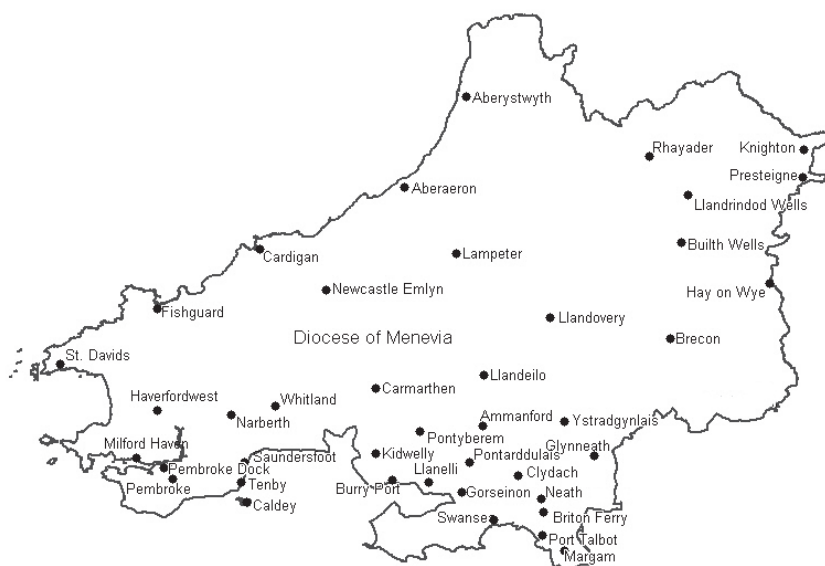 Aberystwyth
Rhayader
Knighton
Presteigne
Aberaeron
Llandrindod Wells
Builth Wells
Cardigan
Lampeter
Newcastle Emlyn
Hay on Wye
Fishguard
Llandovery
Diocese of Menevia
Brecon
St. Davids
Llandeilo
Carmarthen
Haverfordwest
Whitland
Narberth
Ammanford
Ystradgynlais
Pontyberem
Milford Haven
Glynneath
Saundersfoot
Kidwelly
Pontarddulais
Pembroke Dock
Llanelli
Clydach
Pembroke
Tenby
Burry Port
Gorseinon
Neath
Caldey
Swansea
Briton Ferry
Port Talbot
Margam